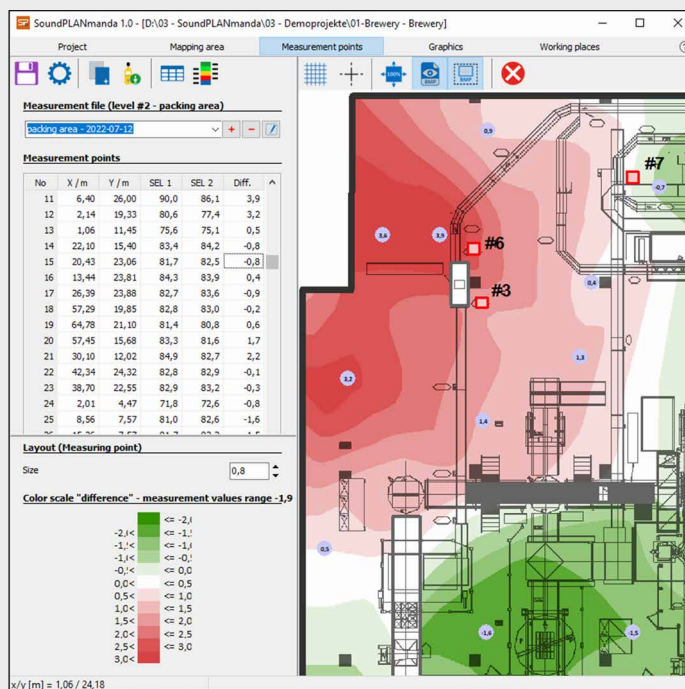 SoundPLANmanda 1.0 - [D:\03 - SoundPLANmanda\03 - Demoprojekte\01-Brewery - Brewery]
Project Mapping area Measurement points Graphics Working places
100% BMP BMP
Measurement file (level #2 - packing area)
packing area - 2022-07-12
Measurement points
No X / m Y / m SEL 1 SEL 2 Diff.
11 6,40 26,00 90,0 86,1 3,9
12 2,14 19,33 80,6 77,4 3,2
13 1,06 11,45 75,6 75,1 0,5
14 22,10 15,40 83,4 84,2 -0,8
15 20,43 23,06 81,7 82,5 -0,8
16 13,44 23,81 84,3 83,9 0,4
17 26,39 23,88 82,7 83,6 -0,9
18 57,29 19,85 82,8 83,0 -0,2
19 64,78 21,10 81,4 80,8 0,6
20 57,45 15,68 83,3 81,6 1,7
21 30,10 12,02 84,9 82,7 2,2
22 42,34 24,32 82,8 82,9 -0,1
23 38,70 22,55 82,9 83,2 -0,3
24 2,01 4,47 71,8 72,6 -0,8
25 8,56 7,57 81,0 82,6 -1,6
Layout (Measuring point)
Size 0,8
Color scale "difference" - measurement values range -1,9
<= -2,0
-2,0< <= -1,5
-1,5< <= -1,0
-1,0< <= -0,5
-0,5< <= 0,0
0,0< <= 0,5
0,5< <= 1,0
1,0< <= 1,5
1,5< <= 2,0
2,0< <= 2,5
2,5< <= 3,0
3,0<
x/y [m] = 1,06 / 24,18
0,9
#7
-0,7
3,6
3,9
#6
0,4
#3
1,3
3,2
1,4
0,5
-1,6
-1,5